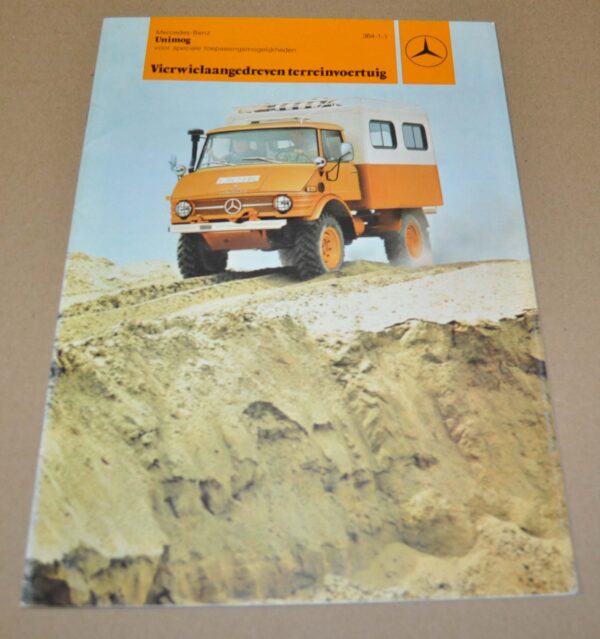 Mercedes-Benz
Unimog
voor speciale toepassingsmogelijkheden
364-1-1
Vierwielaangedreven terreinvoertuig